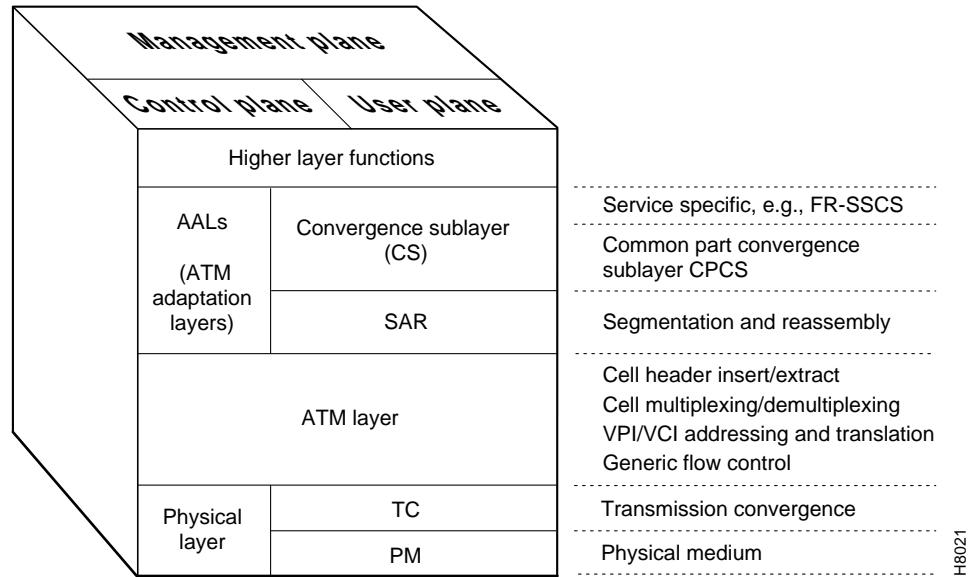 Management plane
Control plane
User plane
Higher layer functions
AALs
(ATM
adaptation
layers)
Convergence sublayer
(CS)
Service specific, e.g., FR-SSCS
Common part convergence
sublayer CPCS
SAR
Segmentation and reassembly
ATM layer
Cell header insert/extract
Cell multiplexing/demultiplexing
VPI/VCI addressing and translation
Generic flow control
Physical
layer
TC
Transmission convergence
PM
Physical medium
H8021